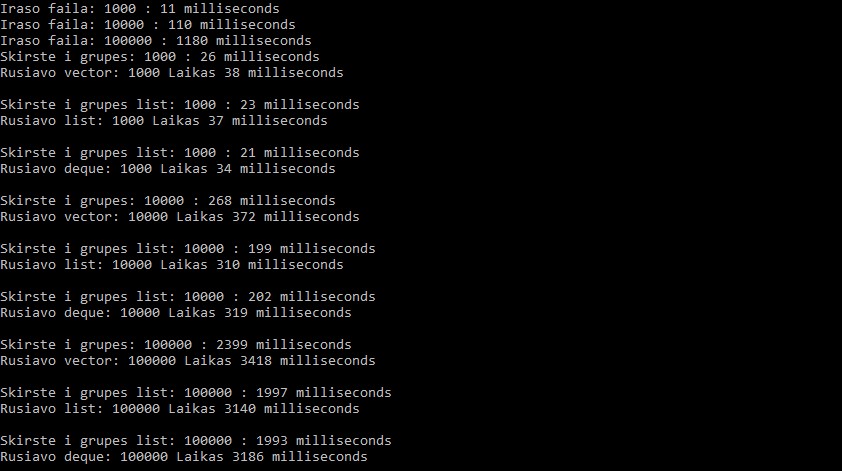 Iraso faila: 1000 : 11 milliseconds
Iraso faila: 10000 : 110 milliseconds
Iraso faila: 100000 : 1180 milliseconds
Skirste i grupes: 1000 : 26 milliseconds
Rusiavo vector: 1000 Laikas 38 milliseconds
Skirste i grupes list: 1000 : 23 milliseconds
Rusiavo list: 1000 Laikas 37 milliseconds
Skirste i grupes list: 1000 : 21 milliseconds
Rusiavo deque: 1000 Laikas 34 milliseconds
Skirste i grupes: 10000 : 268 milliseconds
Rusiavo vector: 10000 Laikas 372 milliseconds
Skirste i grupes list: 10000 : 199 milliseconds
Rusiavo list: 10000 Laikas 310 milliseconds
Skirste i grupes list: 10000 : 202 milliseconds
Rusiavo deque: 10000 Laikas 319 milliseconds
Skirste i grupes: 100000 : 2399 milliseconds
Rusiavo vector: 100000 Laikas 3418 milliseconds
Skirste i grupes list: 100000 : 1997 milliseconds
Rusiavo list: 100000 Laikas 3140 milliseconds
Skirste i grupes list: 100000 : 1993 milliseconds
Rusiavo deque: 100000 Laikas 3186 milliseconds